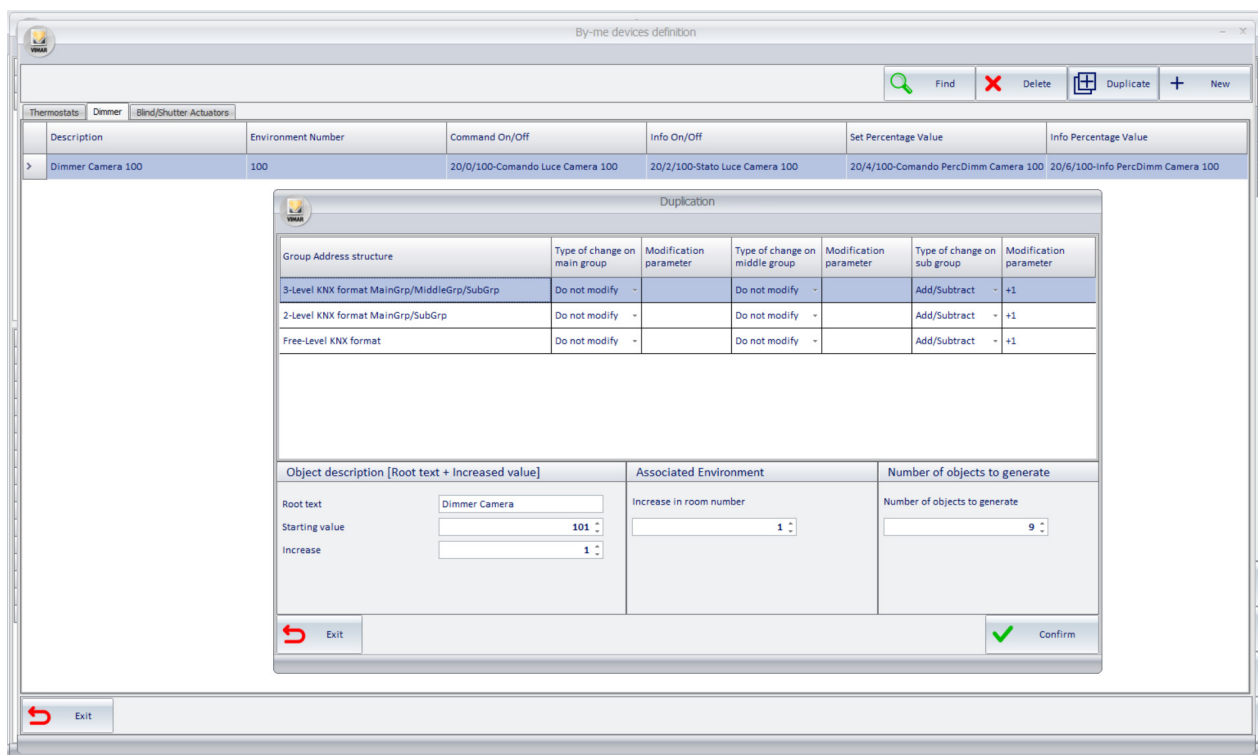 By-me devices definition
VIMAR
Find Delete Duplicate New
Thermostats Dimmer Blind/Shutter Actuators
Description Environment Number Command On/Off Info On/Off Set Percentage Value Info Percentage Value
Dimmer Camera 100 100 20/0/100-Comando Luce Camera 100 20/2/100-Stato Luce Camera 100 20/4/100-Comando PercDimm Camera 100 20/6/100-Info PercDimm Camera 100
Duplication
VIMAR
Group Address structure Type of change on main group Modification parameter Type of change on middle group Modification parameter Type of change on sub group Modification parameter
3-Level KNX format MainGrp/MiddleGrp/SubGrp Do not modify Do not modify Add/Subtract +1
2-Level KNX format MainGrp/SubGrp Do not modify Do not modify Add/Subtract +1
Free-Level KNX format Do not modify Do not modify Add/Subtract +1
Object description [Root text + Increased value] Associated Environment Number of objects to generate
Root text Dimmer Camera Increase in room number Number of objects to generate
Starting value 101 1 9
Increase 1
Exit Confirm
Exit